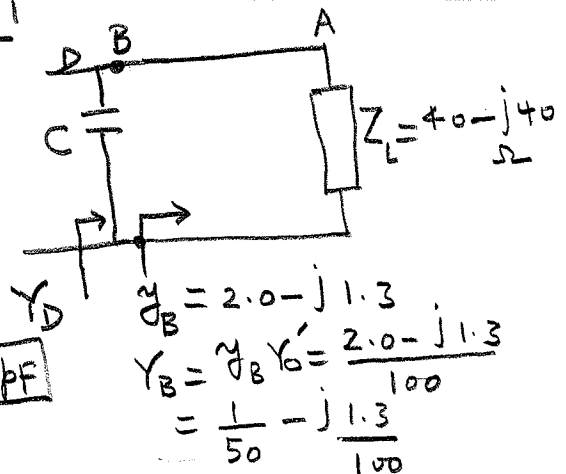 1
A
B
D
C
Z_L = 40 - j40
Ω
Y_D
y_B = 2.0 - j 1.3
Y_B = y_B Y_0' = (2.0 - j 1.3)/100
= 1/50 - j 1.3/100
pF